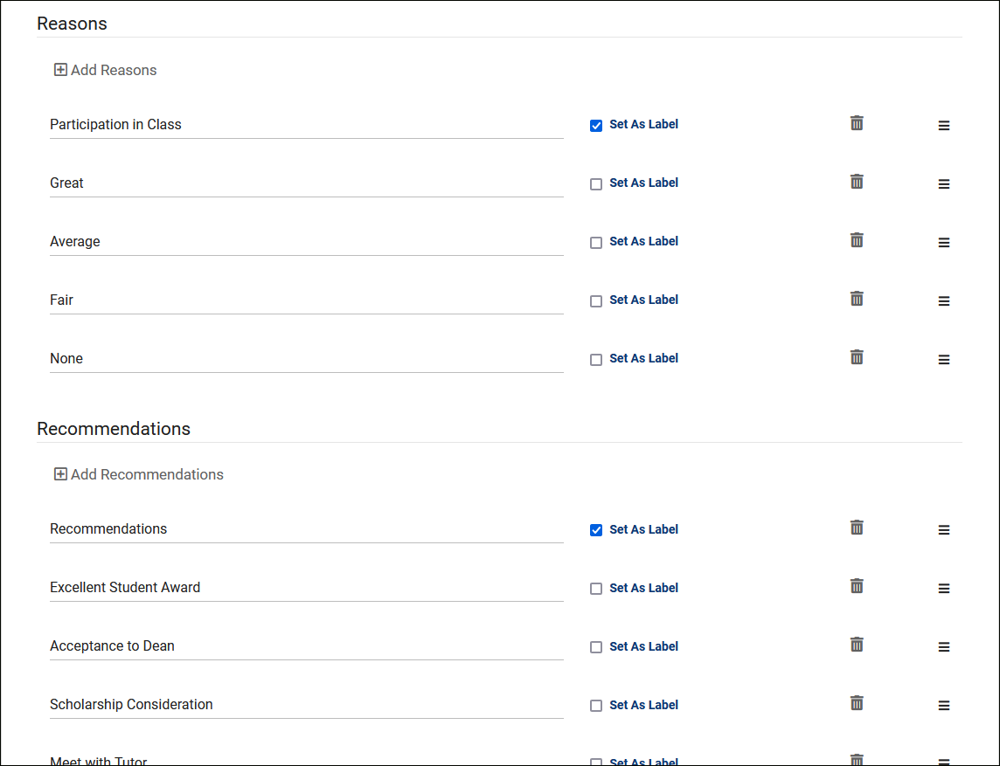 Reasons
Add Reasons
Participation in Class Set As Label
Great Set As Label
Average Set As Label
Fair Set As Label
None Set As Label
Recommendations
Add Recommendations
Recommendations Set As Label
Excellent Student Award Set As Label
Acceptance to Dean Set As Label
Scholarship Consideration Set As Label
Meet with Tutor Set As Label